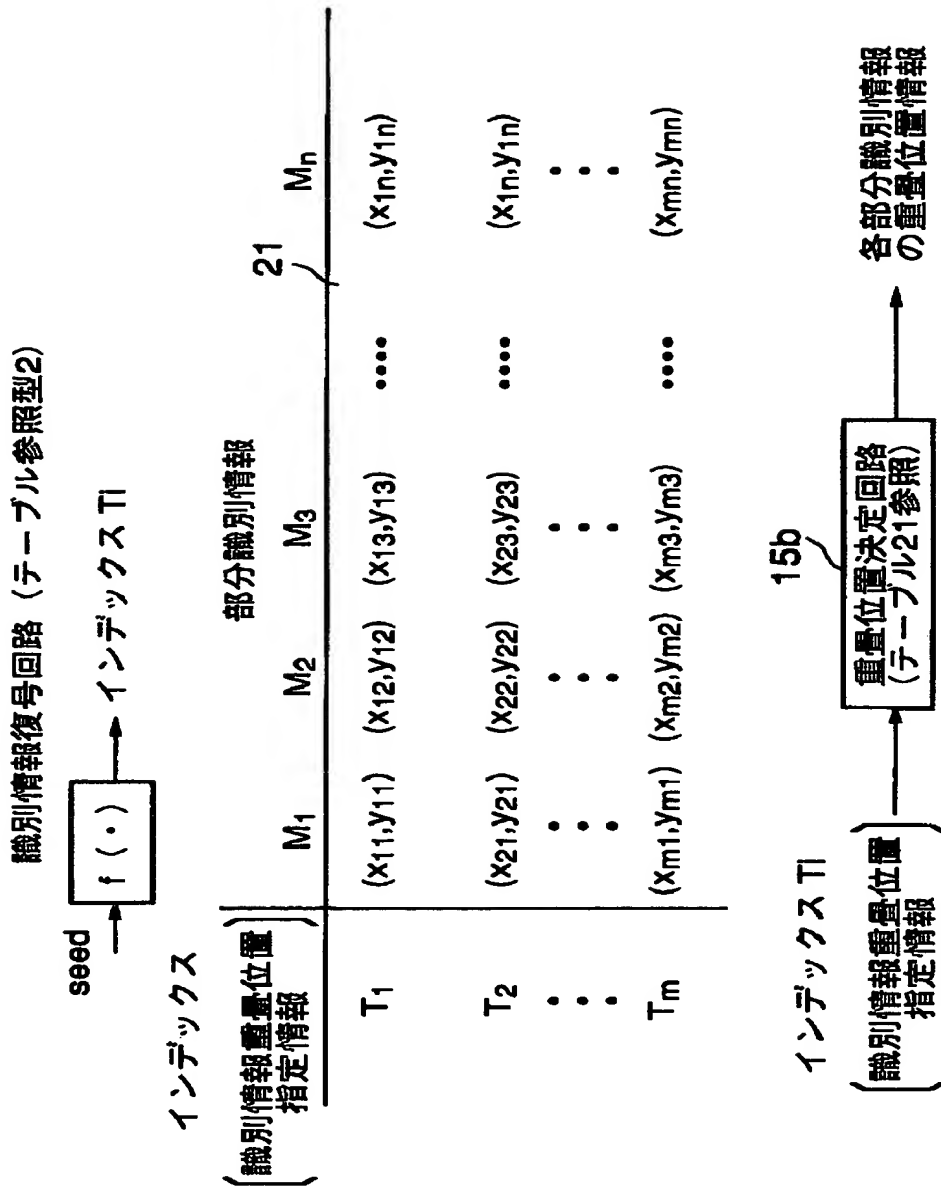 識別情報復号回路（テーブル参照型2）
seed
f (・)
インデックス Ti
部分識別情報
インデックス
識別情報重畳位置
指定情報
M1 M2 M3 Mn
21
T1 (x11,y11) (x12,y12) (x13,y13) •••• (x1n,y1n)
T2 (x21,y21) (x22,y22) (x23,y23) •••• (x1n,y1n)
Tm (xm1,ym1) (xm2,ym2) (xm3,ym3) •••• (xmn,ymn)
インデックス Ti
識別情報重畳位置
指定情報
15b
重畳位置決定回路
（テーブル21参照）
各部分識別情報
の重畳位置情報